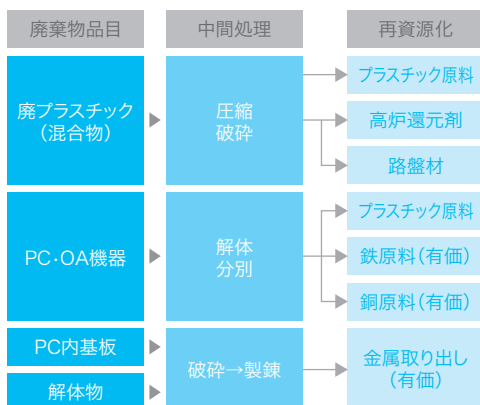 廃棄物品目
中間処理
再資源化
廃プラスチック
（混合物）
圧縮
破砕
プラスチック原料
高炉還元剤
路盤材
PC・OA機器
解体
分別
プラスチック原料
鉄原料（有価）
銅原料（有価）
PC内基板
解体物
破砕→製錬
金属取り出し
（有価）